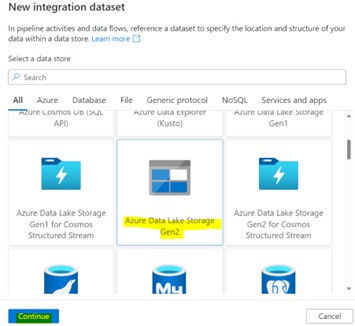 New integration dataset
In pipeline activities and data flows, reference a dataset to specify the location and structure of your
data within a data store. Learn more
Select a data store
Search
All Azure Database File Generic protocol NoSQL Services and apps
Azure Cosmos DB (SQL
API)
Azure Data Explorer
(Kusto)
Azure Data Lake Storage
Gen1
Azure Data Lake Storage
Gen1 for Cosmos
Structured Stream
Azure Data Lake Storage
Gen2
Azure Data Lake Storage
Gen2 for Cosmos
Structured Stream
My
Continue
Cancel